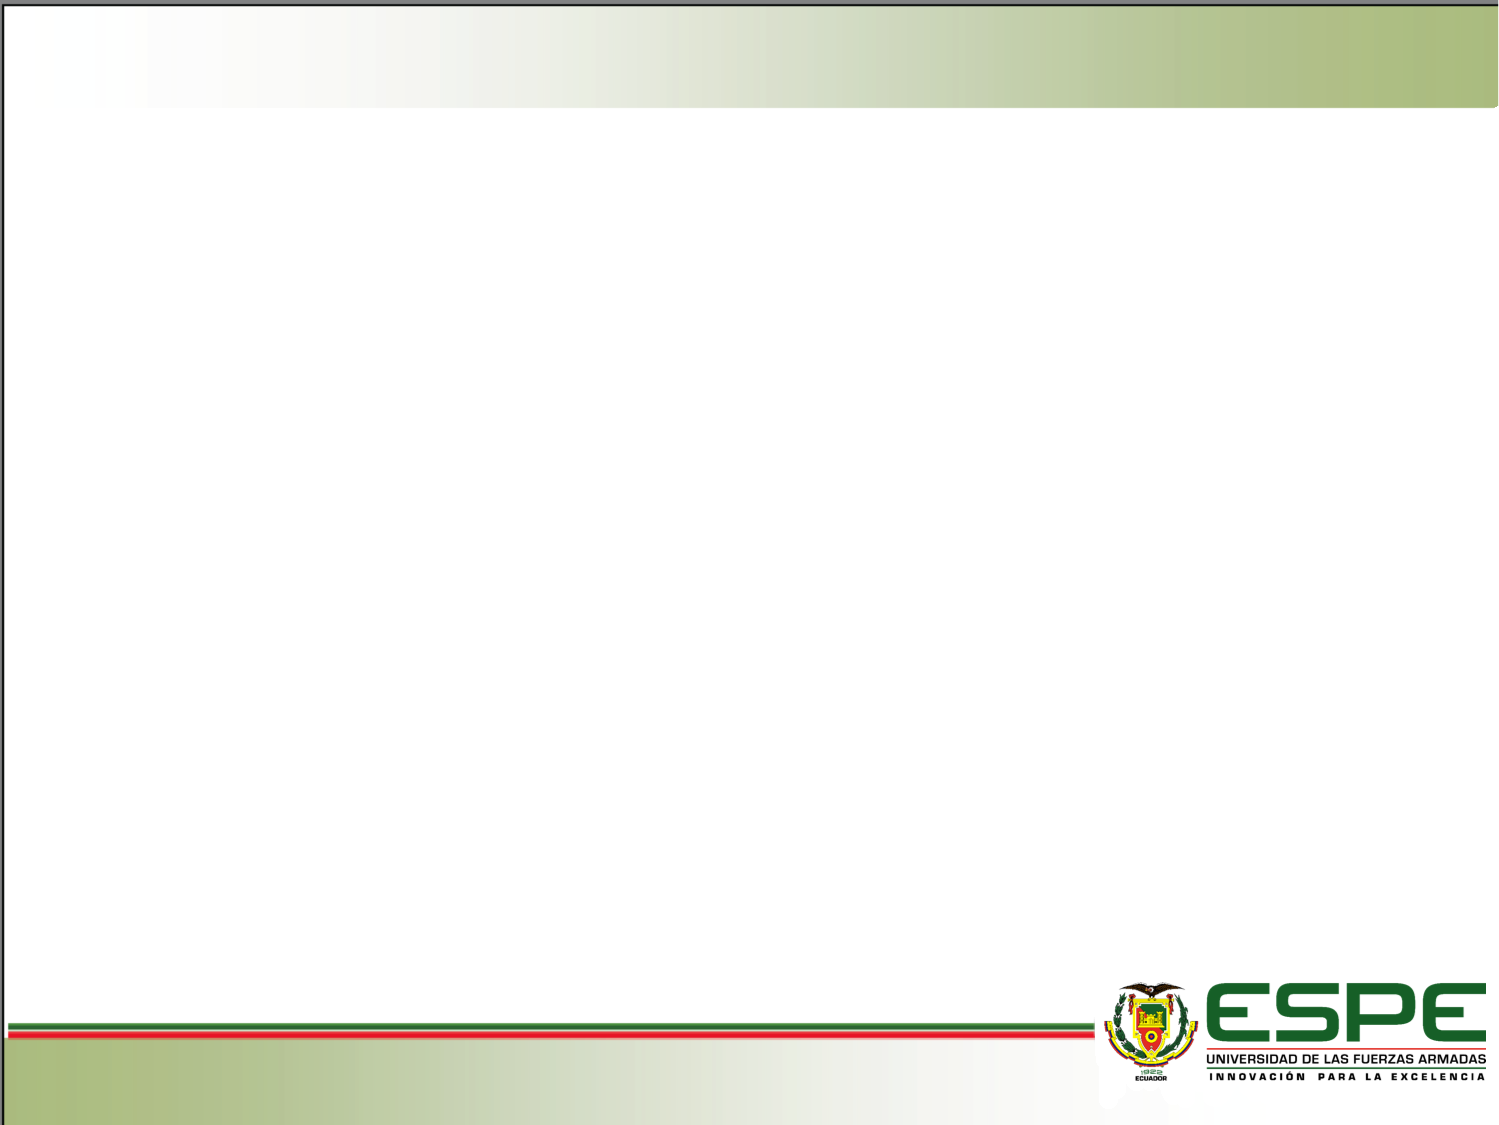 ESPE
UNIVERSIDAD DE LAS FUERZAS ARMADAS
INNOVACIÓN PARA LA EXCELENCIA
1922
ECUADOR